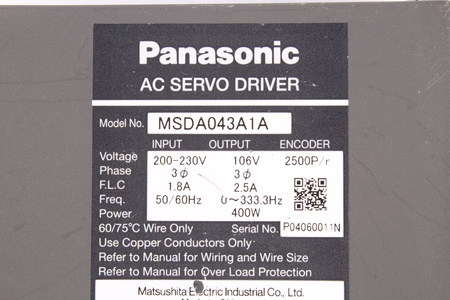 Panasonic
AC SERVO DRIVER
Model No. MSDA043A1A
INPUT OUTPUT ENCODER
Voltage 200-230V 106V 2500P/r
Phase 3ϕ 3ϕ
F.L.C 1.8A 2.5A
Freq. 50/60Hz 0～333.3Hz
Power 400W
60/75°C Wire Only Serial No. P04060011N
Use Copper Conductors Only
Refer to Manual for Wiring and Wire Size
Refer to Manual for Over Load Protection
Matsushita Electric Industrial Co., Ltd.